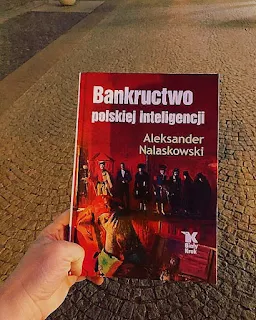 Bankructwo
polskiej inteligencji
Aleksander
Nalaskowski
Biały
Kruk